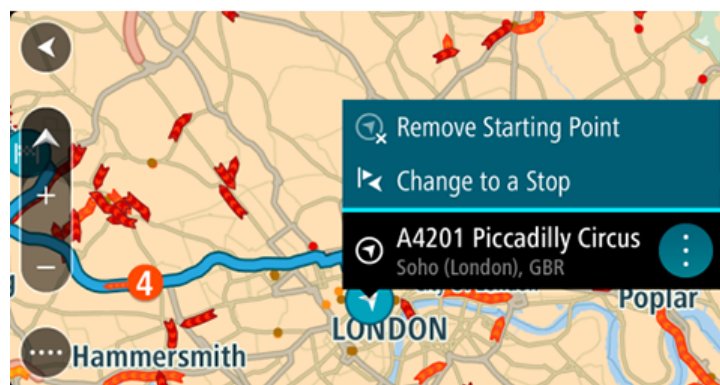 Remove Starting Point
Change to a Stop
A4201 Piccadilly Circus
Soho (London), GBR
4
Poplar
LONDON
Hammersmith